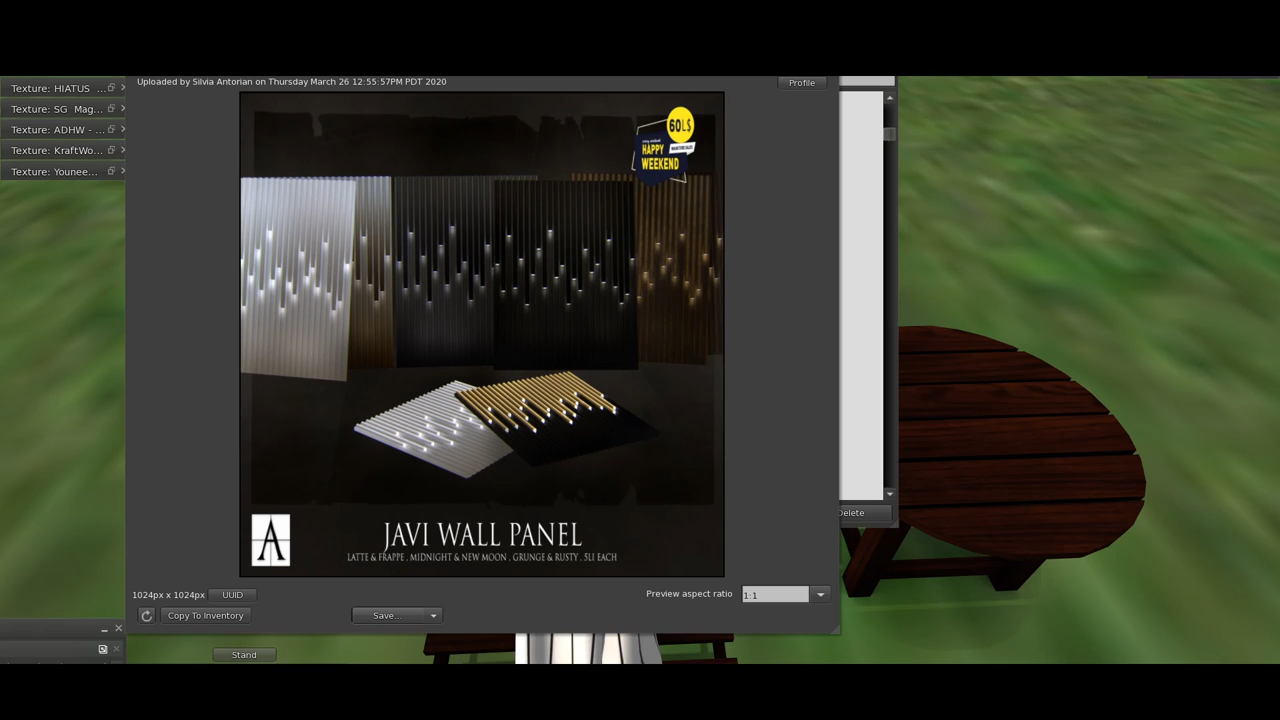 Uploaded by Silvia Antorian on Thursday March 26 12:55:57PM PDT 2020
Profile
Texture: HIATUS ...
Texture: SG Mag...
Texture: ADHW - ...
Texture: KraftWo...
Texture: Younee...
60L$
HAPPY
WEEKEND
Delete
A
JAVI WALL PANEL
LATTE & FRAPPE . MIDNIGHT & NEW MOON . GRUNGE & RUSTY . 5LI EACH
1024px x 1024px
UUID
Preview aspect ratio
1:1
Copy To Inventory
Save...
Stand